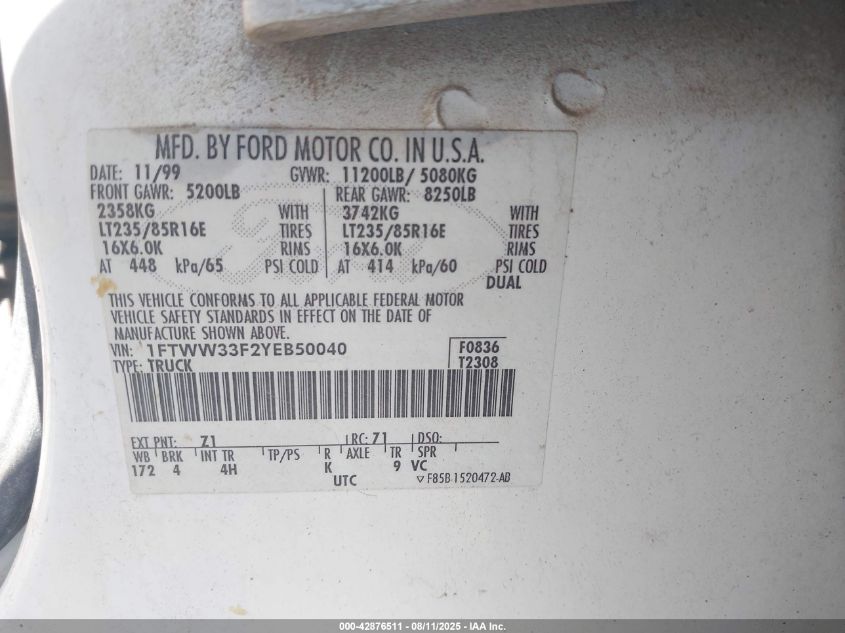 MFD. BY FORD MOTOR CO. IN U.S.A.
DATE: 11/99 GVWR: 11200LB/ 5080KG
FRONT GAWR: 5200LB REAR GAWR: 8250LB
2358KG WITH 3742KG WITH
LT235/85R16E TIRES LT235/85R16E TIRES
16X6.0K RIMS 16X6.0K RIMS
AT 448 kPa/65 PSI COLD AT 414 kPa/60 PSI COLD
DUAL
THIS VEHICLE CONFORMS TO ALL APPLICABLE FEDERAL MOTOR
VEHICLE SAFETY STANDARDS IN EFFECT ON THE DATE OF
MANUFACTURE SHOWN ABOVE.
VIN: 1FTWW33F2YEB50040 F0836
TYPE: TRUCK T2308
EXT PNT: Z1 RC: 71 DSO:
WB BRK INT TR TP/PS R AXLE TR SPR
172 4 4H K 9 VC
UTC F85B 1520472-AB
000-42876511 - 08/11/2025 - IAA Inc.